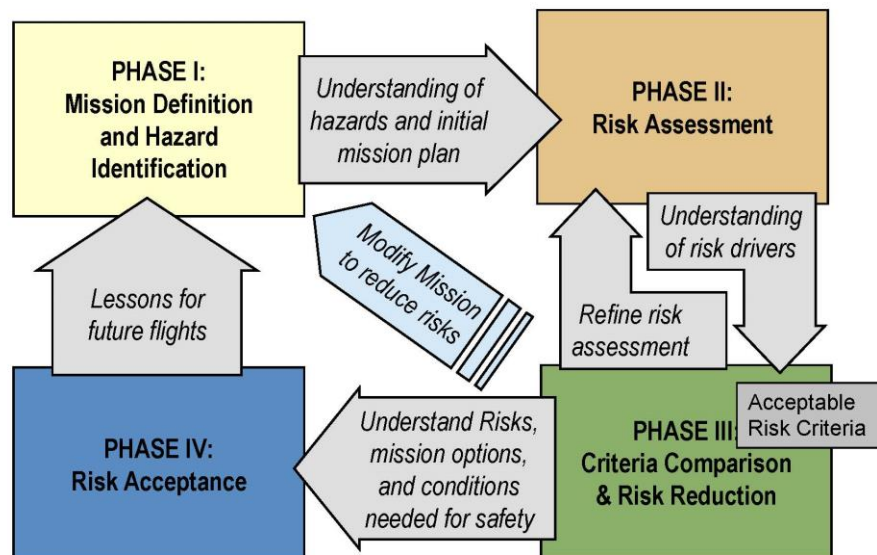 PHASE I:
Mission Definition
and Hazard
Identification
Understanding of
hazards and initial
mission plan
PHASE II:
Risk Assessment
Understanding
of risk drivers
Modify Mission
to reduce risks
Refine risk
assessment
Lessons for
future flights
Acceptable
Risk Criteria
PHASE III:
Criteria Comparison
& Risk Reduction
Understand Risks,
mission options,
and conditions
needed for safety
PHASE IV:
Risk Acceptance